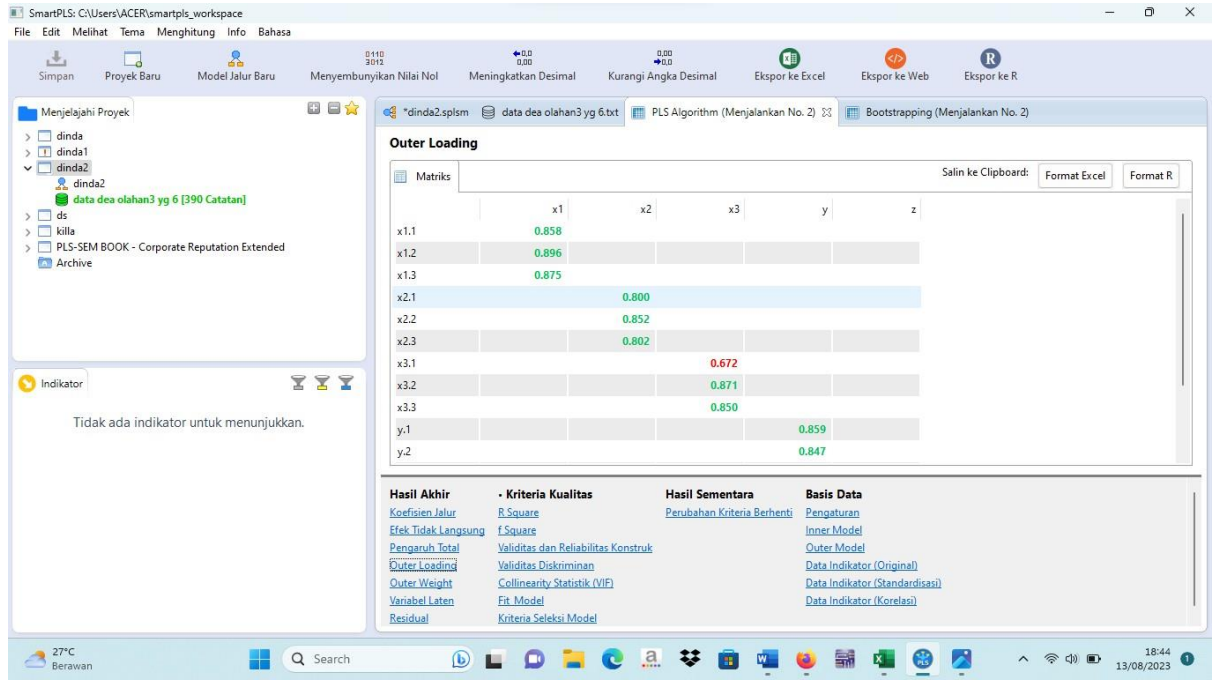 SmartPLS: C:\Users\ACER\smartpls_workspace
File Edit Melihat Tema Menghitung Info Bahasa
Simpan Proyek Baru Model Jalur Baru Menyembunyikan Nilai Nol Meningkatkan Desimal Kurangi Angka Desimal Ekspor ke Excel Ekspor ke Web Ekspor ke R
Menjelajahi Proyek
dinda
dinda1
dinda2
dinda2
data dea olahan3 yg 6 [390 Catatan]
ds
killa
PLS-SEM BOOK - Corporate Reputation Extended
Archive
Indikator
Tidak ada indikator untuk menunjukkan.
*dinda2.splsm data dea olahan3 yg 6.txt PLS Algorithm (Menjalankan No. 2) Bootstrapping (Menjalankan No. 2)
Outer Loading
Matriks Salin ke Clipboard: Format Excel Format R
x1 x2 x3 y z
x1.1 0.858
x1.2 0.896
x1.3 0.875
x2.1 0.800
x2.2 0.852
x2.3 0.802
x3.1 0.672
x3.2 0.871
x3.3 0.850
y.1 0.859
y.2 0.847
Hasil Akhir Kriteria Kualitas Hasil Sementara Basis Data
Koefisien Jalur R Square Perubahan Kriteria Berhenti Pengaturan
Efek Tidak Langsung f Square Inner Model
Pengaruh Total Validitas dan Reliabilitas Konstruk Outer Model
Outer Loading Validitas Diskriminan Data Indikator (Original)
Outer Weight Collinearity Statistik (VIF) Data Indikator (Standardisasi)
Variabel Laten Fit Model Data Indikator (Korelasi)
Residual Kriteria Seleksi Model
27°C
Berawan
Search
18:44
13/08/2023